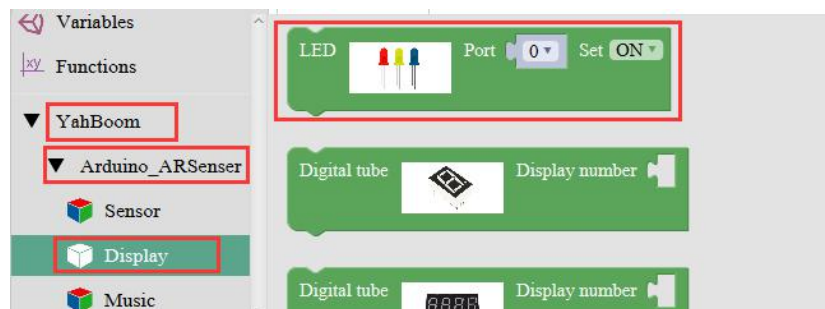 Variables
Functions
YahBoom
Arduino_ARSenser
Sensor
Display
Music
LED Port 0 Set ON
Digital tube Display number
Digital tube Display number